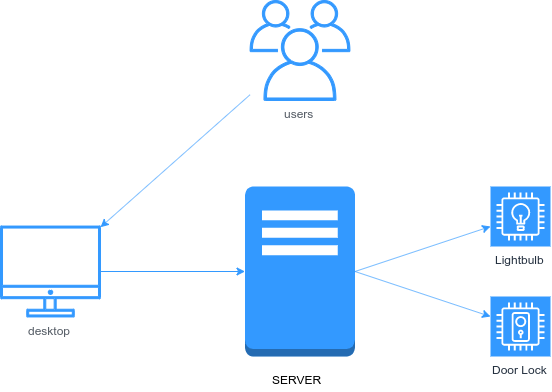 users
Lightbulb
desktop
Door Lock
SERVER